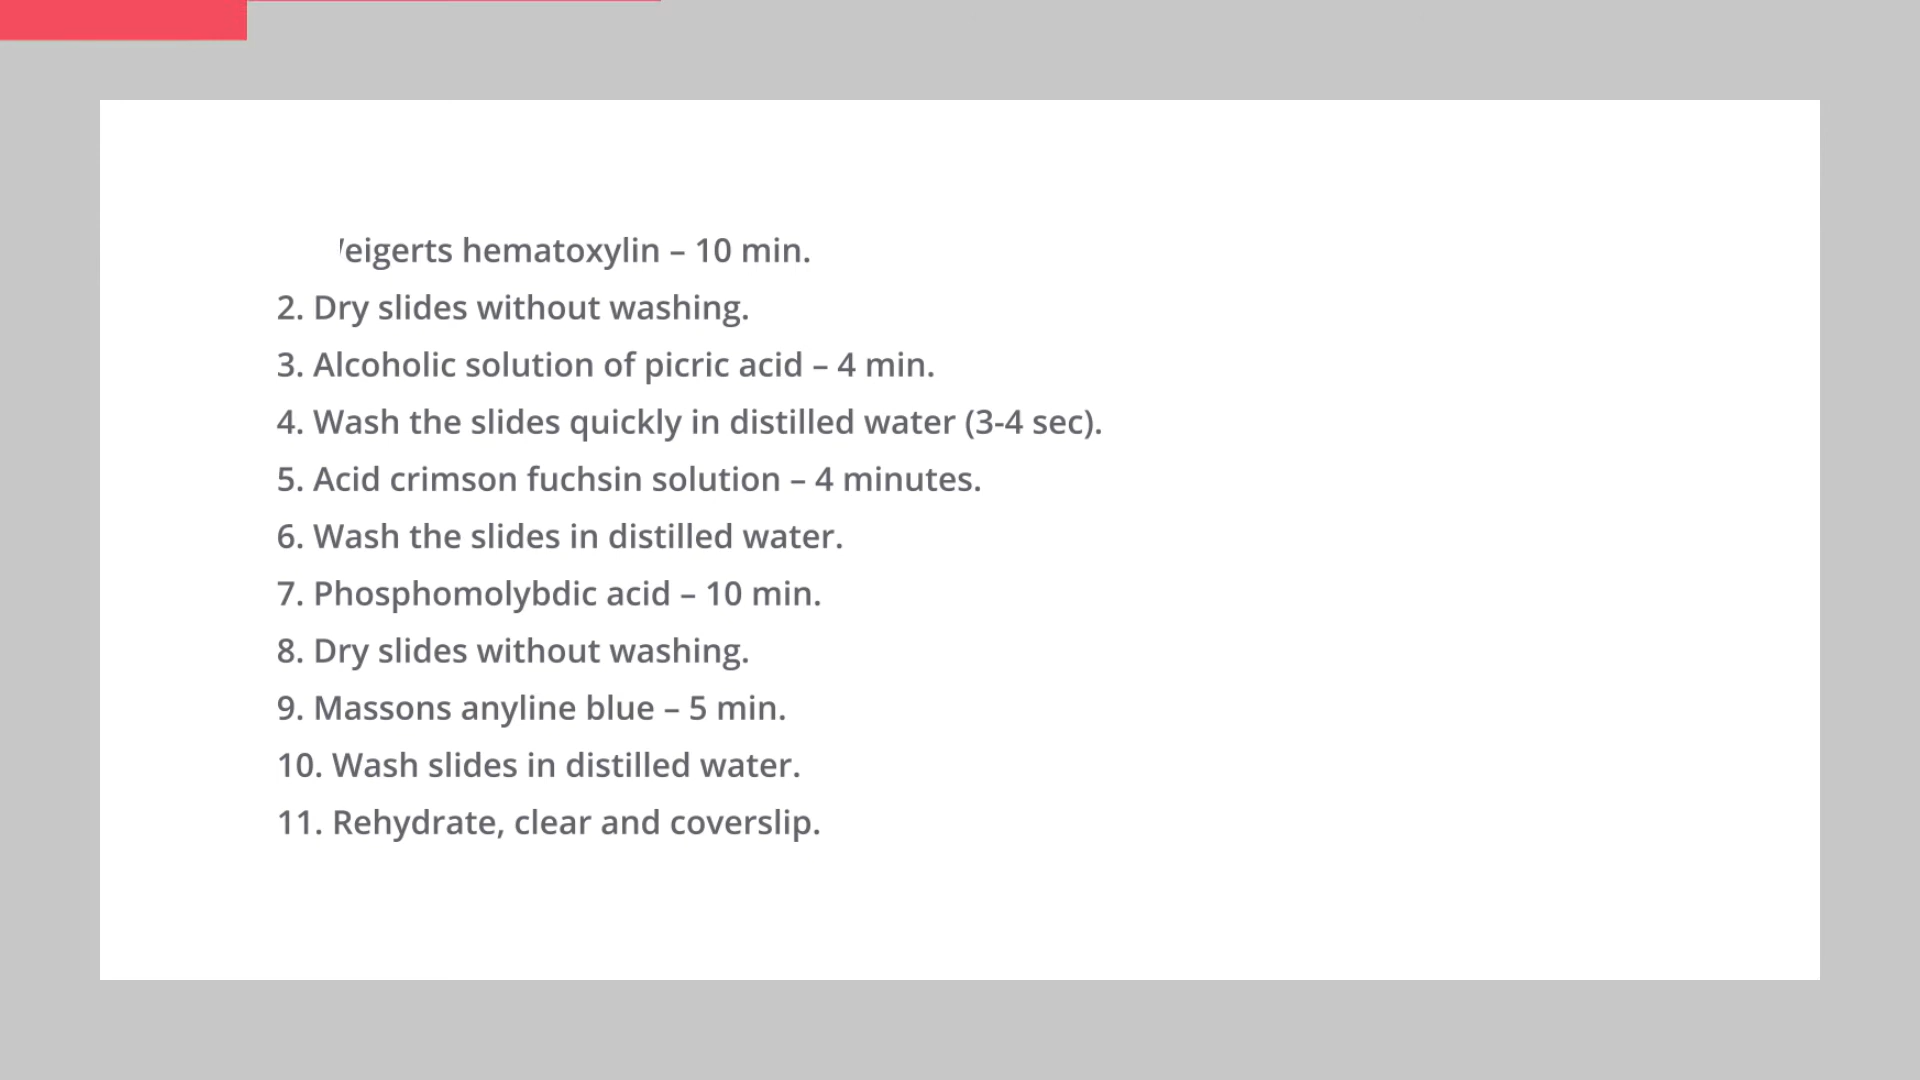 eigerts hematoxylin – 10 min.
2. Dry slides without washing.
3. Alcoholic solution of picric acid – 4 min.
4. Wash the slides quickly in distilled water (3-4 sec).
5. Acid crimson fuchsin solution – 4 minutes.
6. Wash the slides in distilled water.
7. Phosphomolybdic acid – 10 min.
8. Dry slides without washing.
9. Massons anyline blue – 5 min.
10. Wash slides in distilled water.
11. Rehydrate, clear and coverslip.